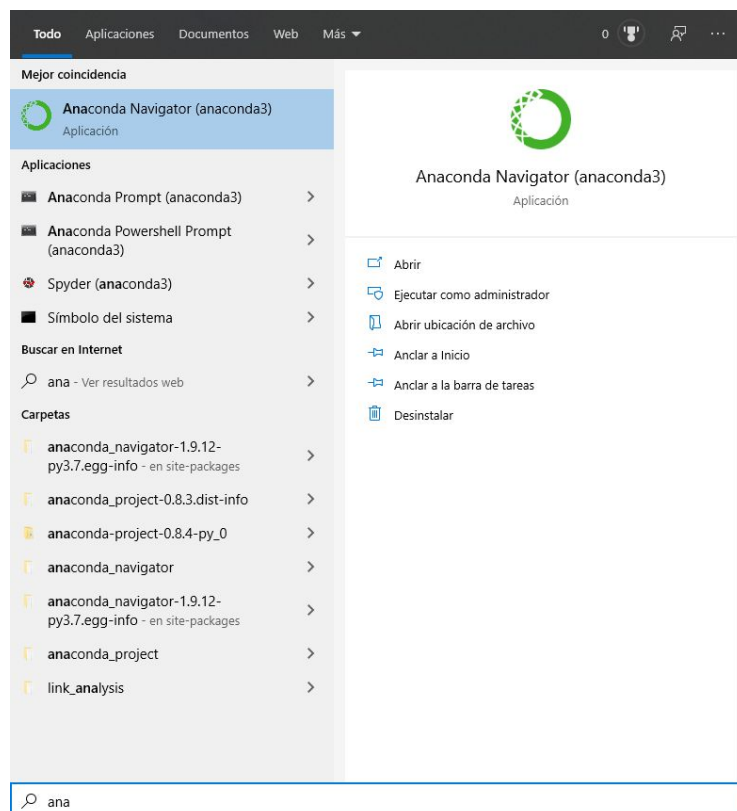 Todo Aplicaciones Documentos Web Más 0
Mejor coincidencia
Anaconda Navigator (anaconda3)
Aplicación
Aplicaciones
Anaconda Prompt (anaconda3)
Anaconda Powershell Prompt
(anaconda3)
Spyder (anaconda3)
Símbolo del sistema
Buscar en Internet
ana - Ver resultados web
Carpetas
anaconda_navigator-1.9.12-
py3.7.egg-info - en site-packages
anaconda_project-0.8.3.dist-info
anaconda-project-0.8.4-py_0
anaconda_navigator
anaconda_navigator-1.9.12-
py3.7.egg-info - en site-packages
anaconda_project
link_analysis
Anaconda Navigator (anaconda3)
Aplicación
Abrir
Ejecutar como administrador
Abrir ubicación de archivo
Anclar a Inicio
Anclar a la barra de tareas
Desinstalar
ana